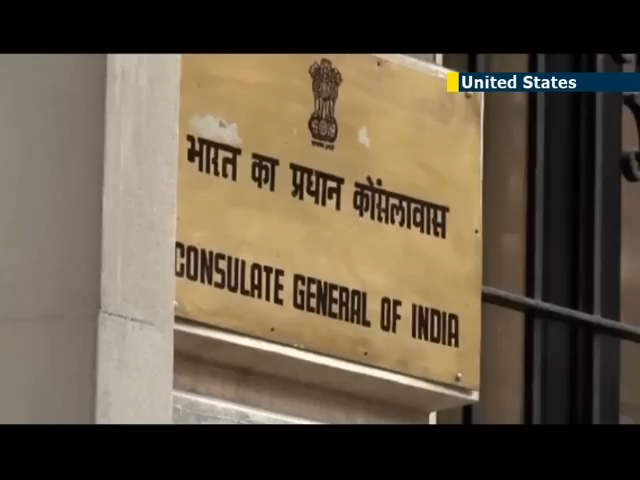 United States
भारत का प्रधान कोंसलावास
CONSULATE GENERAL OF INDIA